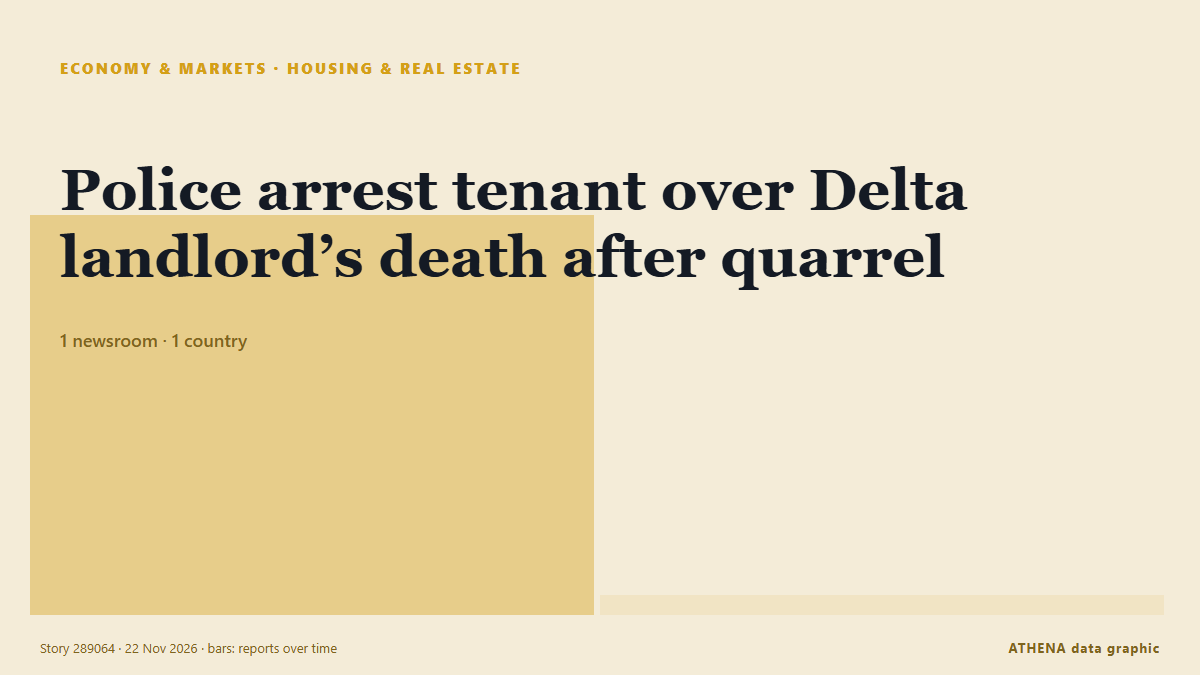 ECONOMY & MARKETS · HOUSING & REAL ESTATE
Police arrest tenant over Delta
landlord’s death after quarrel
1 newsroom · 1 country
Story 289064 · 22 Nov 2026 · bars: reports over time
ATHENA data graphic